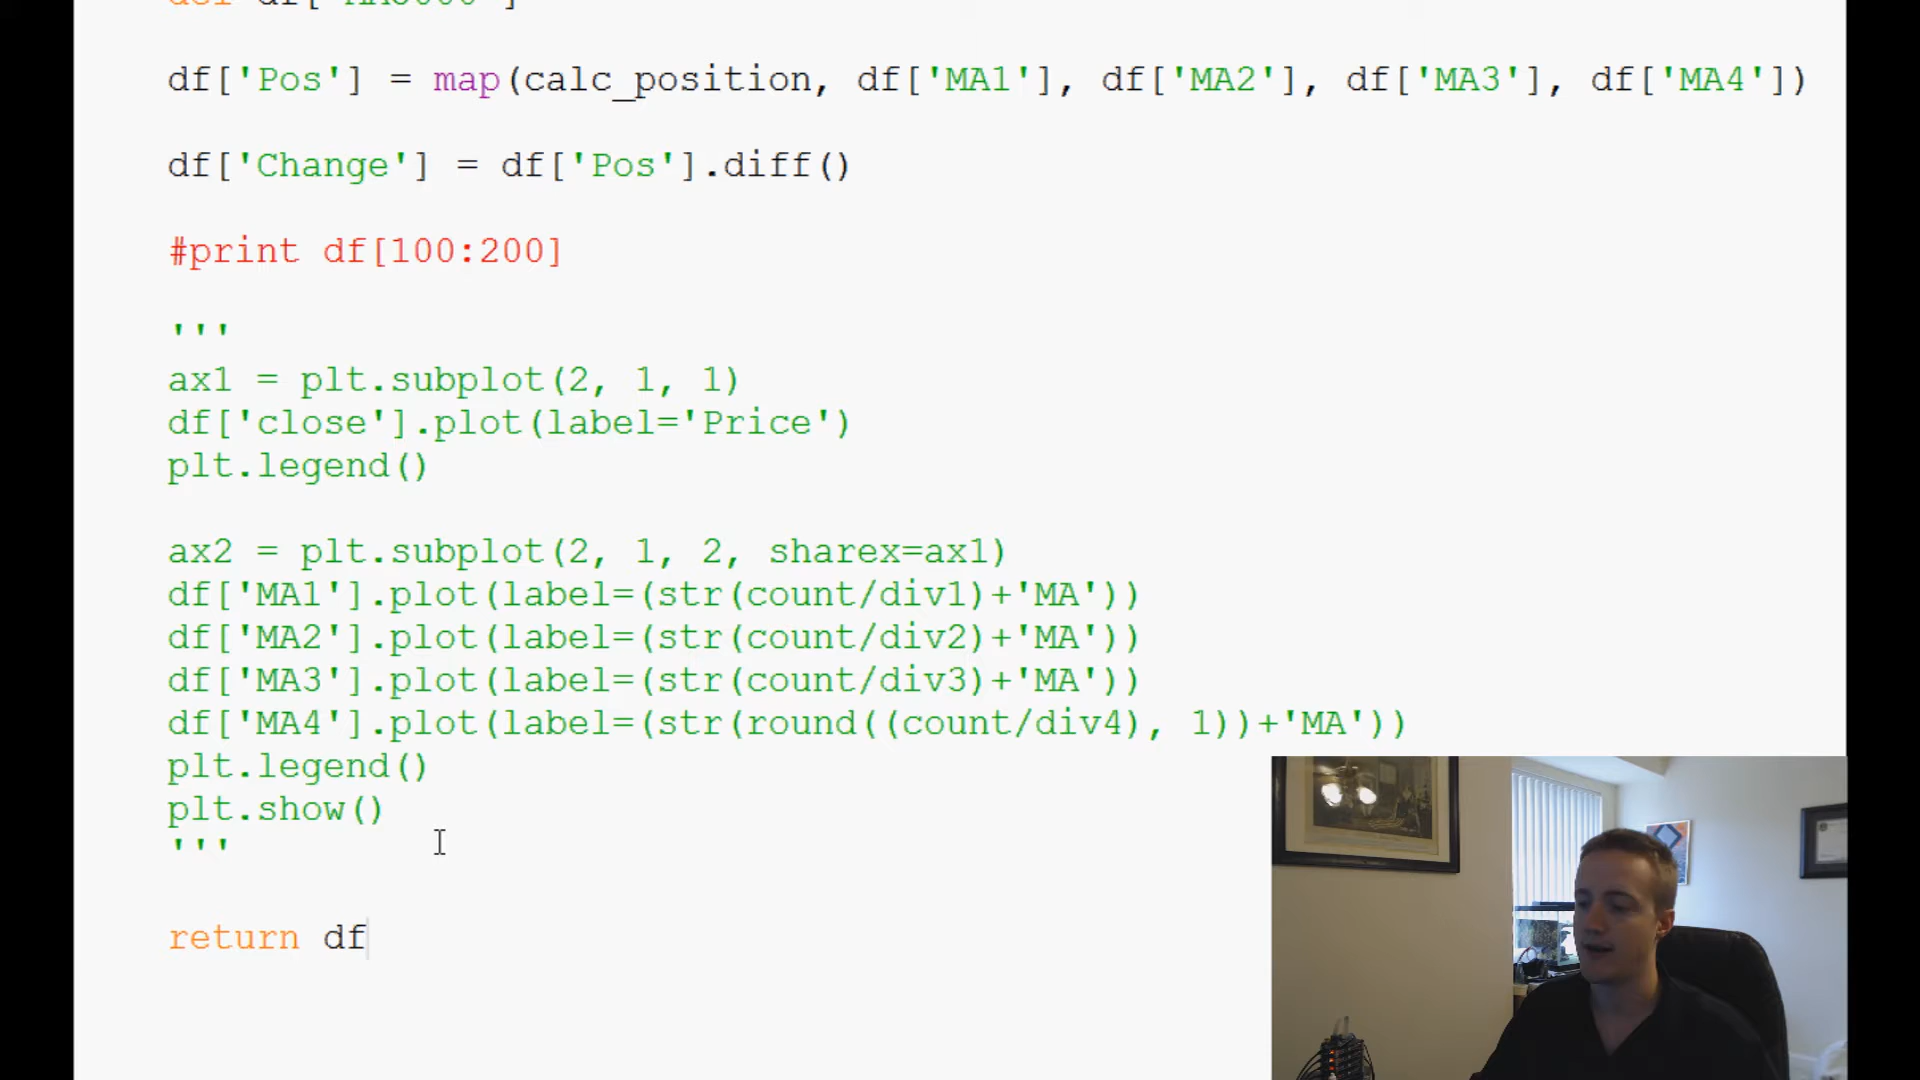 df['Pos'] = map(calc_position, df['MA1'], df['MA2'], df['MA3'], df['MA4'])
df['Change'] = df['Pos'].diff()
#print df[100:200]
'''
ax1 = plt.subplot(2, 1, 1)
df['close'].plot(label='Price')
plt.legend()
ax2 = plt.subplot(2, 1, 2, sharex=ax1)
df['MA1'].plot(label=(str(count/div1)+'MA'))
df['MA2'].plot(label=(str(count/div2)+'MA'))
df['MA3'].plot(label=(str(count/div3)+'MA'))
df['MA4'].plot(label=(str(round((count/div4), 1))+'MA'))
plt.legend()
plt.show()
'''
return df